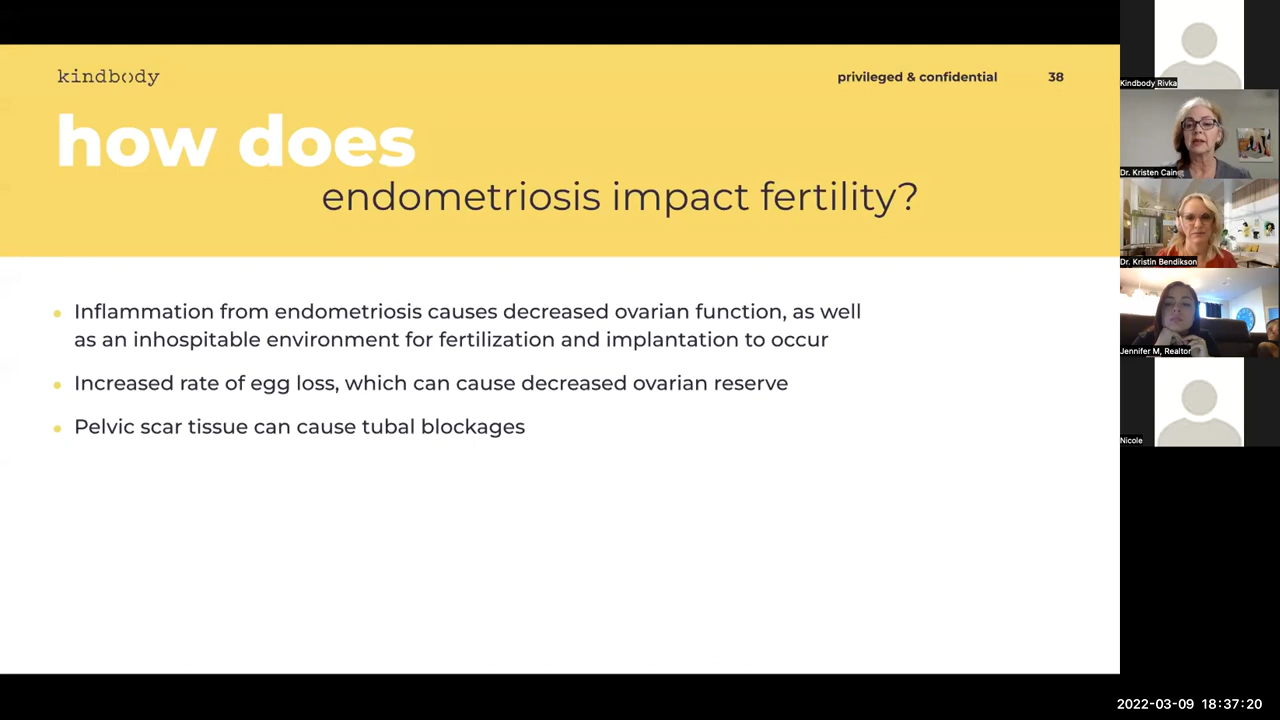 kindbody
privileged & confidential 38
how does
endometriosis impact fertility?
Inflammation from endometriosis causes decreased ovarian function, as well
as an inhospitable environment for fertilization and implantation to occur
Increased rate of egg loss, which can cause decreased ovarian reserve
Pelvic scar tissue can cause tubal blockages
Kindbody Rivka
Dr. Kristen Cain
Dr. Kristin Bendikson
Jennifer M, Realtor
Nicole
2022-03-09 18:37:20